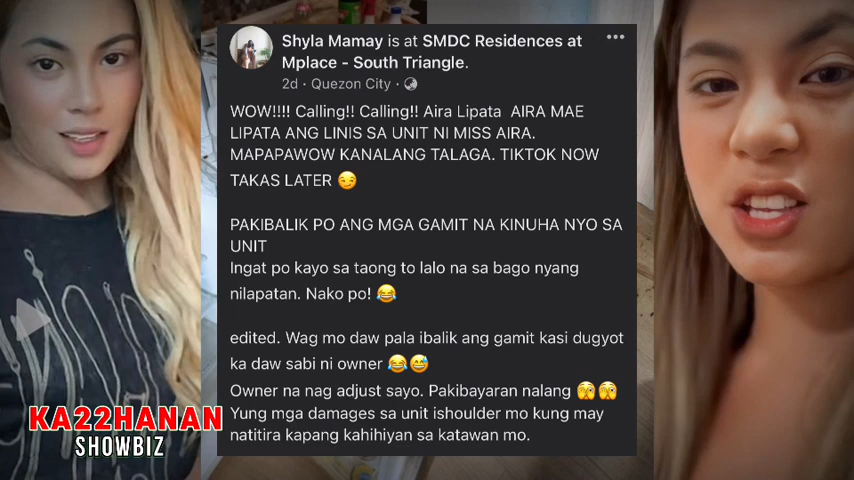 Shyla Mamay is at SMDC Residences at
Mplace - South Triangle.
2d · Quezon City ·
WOW!!!! Calling!! Calling!! Aira Lipata AIRA MAE
LIPATA ANG LINIS SA UNIT NI MISS AIRA.
MAPAPAWOW KANALANG TALAGA. TIKTOK NOW
TAKAS LATER 😏
PAKIBALIK PO ANG MGA GAMIT NA KINUHA NYO SA
UNIT
Ingat po kayo sa taong to lalo na sa bago nyang
nilapatan. Nako po! 😂
edited. Wag mo daw pala ibalik ang gamit kasi dugyot
ka daw sabi ni owner 😂😅
Owner na nag adjust sayo. Pakibayaran nalang 🫣🫣
Yung mga damages sa unit ishoulder mo kung may
natitira kapang kahihiyan sa katawan mo.
KA22HANAN
SHOWBIZ